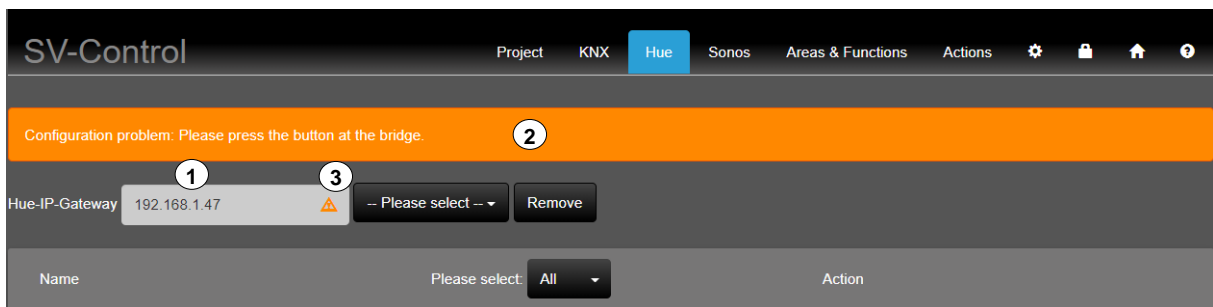 SV-Control Project KNX Hue Sonos Areas & Functions Actions
Configuration problem: Please press the button at the bridge. 2
1 3
Hue-IP-Gateway 192.168.1.47 -- Please select -- Remove
Name Please select: All Action